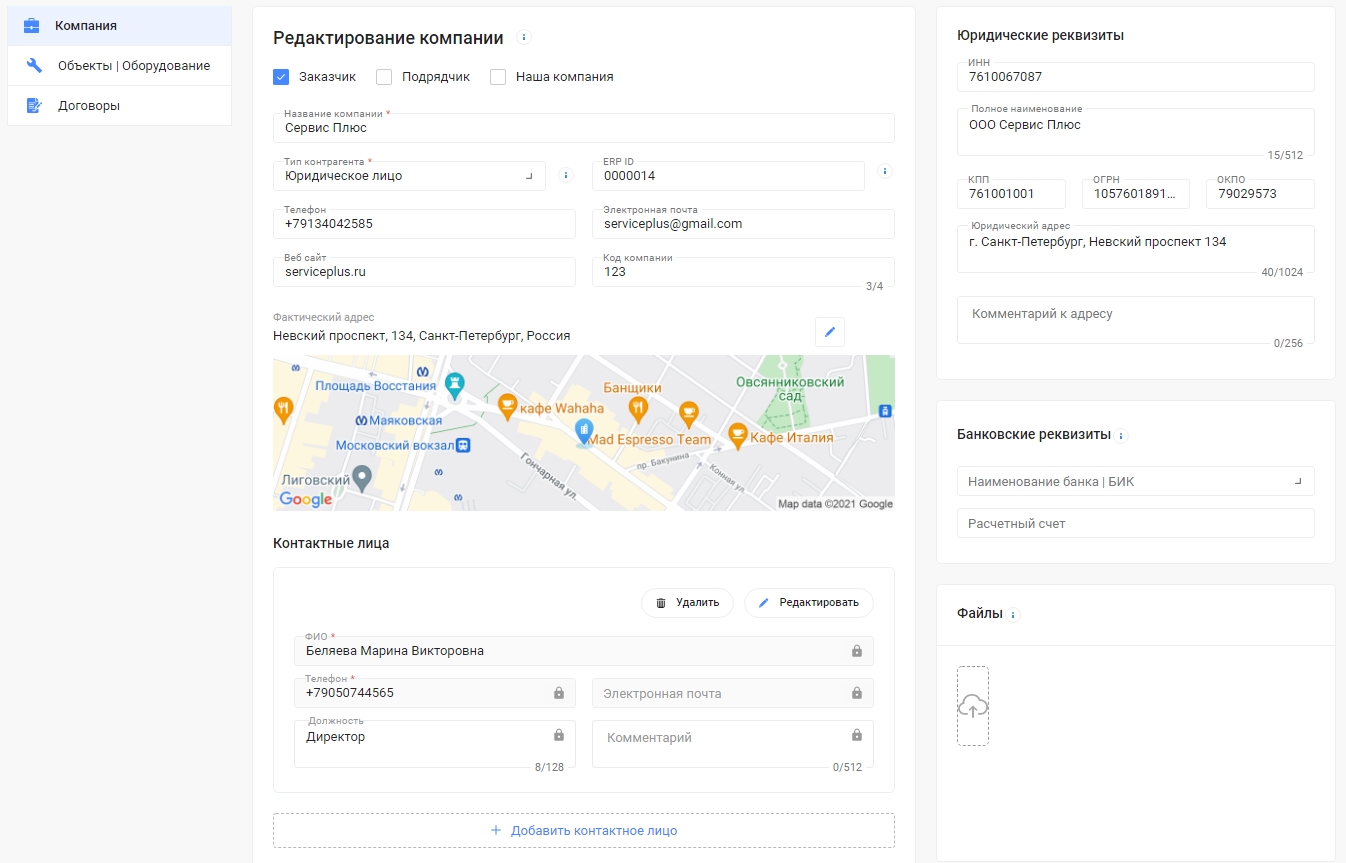 Компания
Объекты | Оборудование
Договоры
Редактирование компании
Заказчик Подрядчик Наша компания
Название компании *
Сервис Плюс
Тип контрагента *
Юридическое лицо
ERP ID
0000014
Телефон
+79134042585
Электронная почта
serviceplus@gmail.com
Веб сайт
serviceplus.ru
Код компании
123
3/4
Фактический адрес
Невский проспект, 134, Санкт-Петербург, Россия
Площадь Восстания
Маяковская
Московский вокзал
Лиговский
кафе Wahaha
Банщики
Mad Espresso Team
Овсянниковский
сад
Кафе Италия
Гончарная ул.
пр. Бакунина
Конная ул.
Google
Map data ©2021 Google
Контактные лица
Удалить
Редактировать
ФИО *
Беляева Марина Викторовна
Телефон *
+79050744565
Электронная почта
Должность
Директор
8/128
Комментарий
0/512
+ Добавить контактное лицо
Юридические реквизиты
ИНН
7610067087
Полное наименование
ООО Сервис Плюс
15/512
КПП
761001001
ОГРН
1057601891...
ОКПО
79029573
Юридический адрес
г. Санкт-Петербург, Невский проспект 134
40/1024
Комментарий к адресу
0/256
Банковские реквизиты
Наименование банка | БИК
Расчетный счет
Файлы